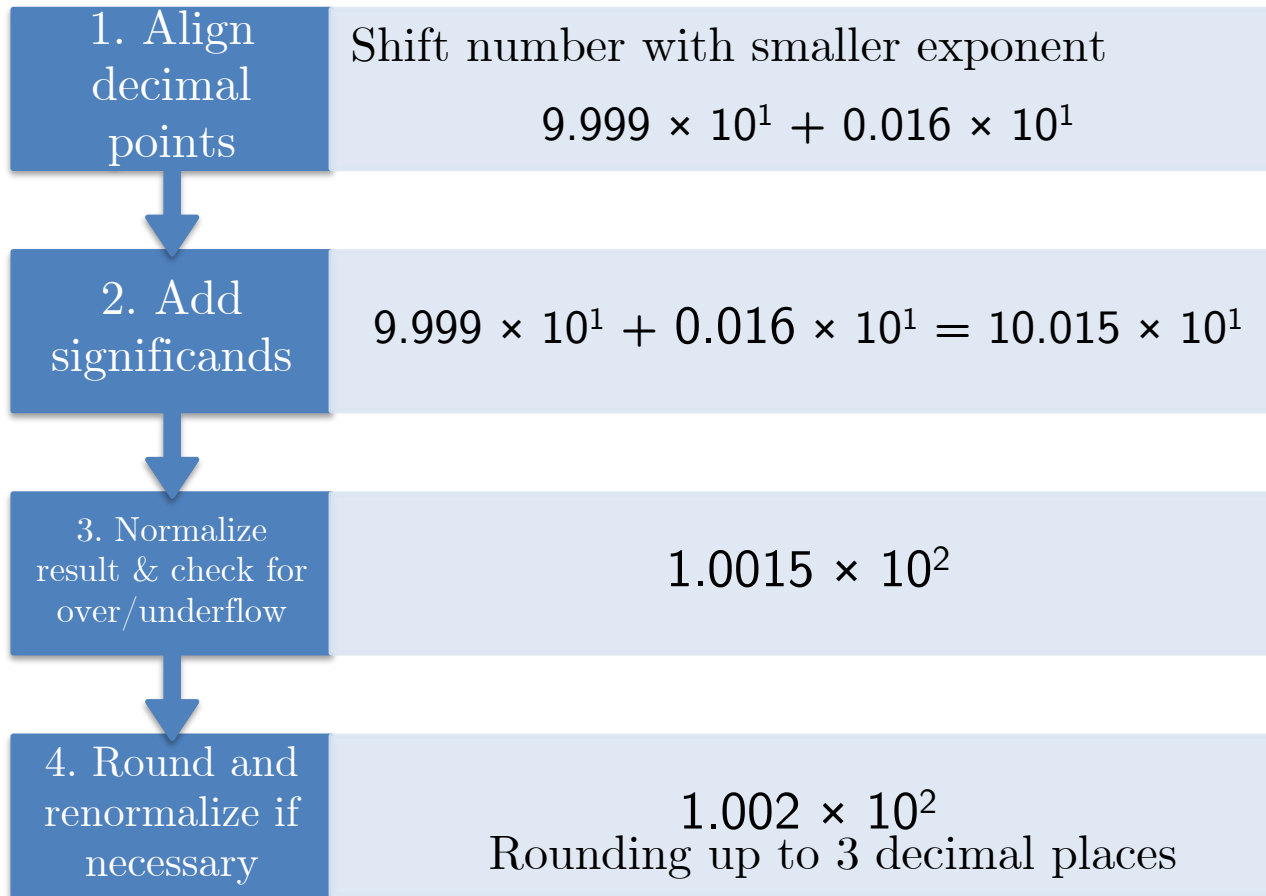 1. Align
decimal
points
Shift number with smaller exponent
9.999 × 10¹ + 0.016 × 10¹
2. Add
significands
9.999 × 10¹ + 0.016 × 10¹ = 10.015 × 10¹
3. Normalize
result & check for
over/underflow
1.0015 × 10²
4. Round and
renormalize if
necessary
1.002 × 10²
Rounding up to 3 decimal places